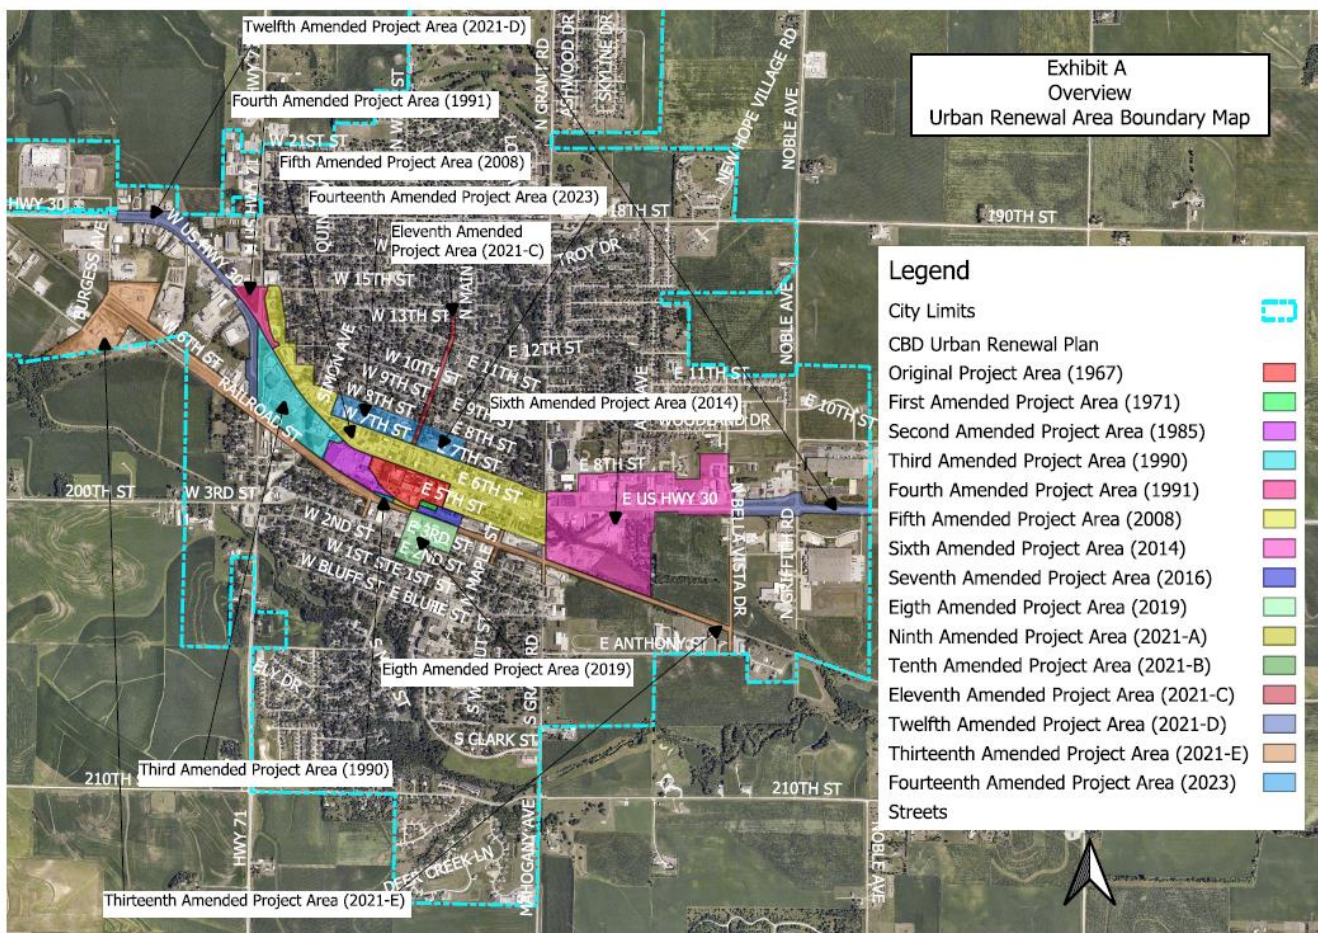 Twelfth Amended Project Area (2021-D)
Exhibit A
Overview
Urban Renewal Area Boundary Map
Fourth Amended Project Area (1991)
Fifth Amended Project Area (2008)
Fourteenth Amended Project Area (2023)
Eleventh Amended
Project Area (2021-C)
Sixth Amended Project Area (2014)
Eigth Amended Project Area (2019)
Third Amended Project Area (1990)
Thirteenth Amended Project Area (2021-E)
HWY 71
N GRANT RD
ASHWOOD DR
SKYLINE DR
NEW HOPE VILLAGE RD
NOBLE AVE
W 21ST ST
HWY 30
US HWY 71
18TH ST
190TH ST
BURGESS AVE
W US HWY 30
TROY DR
W 15TH ST
N MAIN
NOBLE AVE
W 13TH ST
W 6TH ST
SIMON AVE
E 12TH ST
W 10TH ST
E 11TH ST
E 11TH ST
W 9TH ST
W 8TH ST
E 9TH
E 10TH ST
WOODLAND DR
RAILROAD ST
W 7TH ST
E 8TH ST
E 7TH ST
E 8TH ST
E 6TH ST
200TH ST
W 3RD ST
E 5TH ST
E US HWY 30
N BELLA VISTA DR
N GRIFFITH RD
W 2ND ST
E 3RD ST
E 2ND ST
W 1ST ST
E 1ST ST
N MAPLE ST
W BLUFF ST
E BLUFF ST
E ANTHONY ST
ELY DR
S GRANT RD
S CLARK ST
210TH ST
210TH ST
HWY 71
DEER CREEK LN
MAHOGANY AVE
NOBLE AVE
Legend
City Limits
CBD Urban Renewal Plan
Original Project Area (1967)
First Amended Project Area (1971)
Second Amended Project Area (1985)
Third Amended Project Area (1990)
Fourth Amended Project Area (1991)
Fifth Amended Project Area (2008)
Sixth Amended Project Area (2014)
Seventh Amended Project Area (2016)
Eigth Amended Project Area (2019)
Ninth Amended Project Area (2021-A)
Tenth Amended Project Area (2021-B)
Eleventh Amended Project Area (2021-C)
Twelfth Amended Project Area (2021-D)
Thirteenth Amended Project Area (2021-E)
Fourteenth Amended Project Area (2023)
Streets